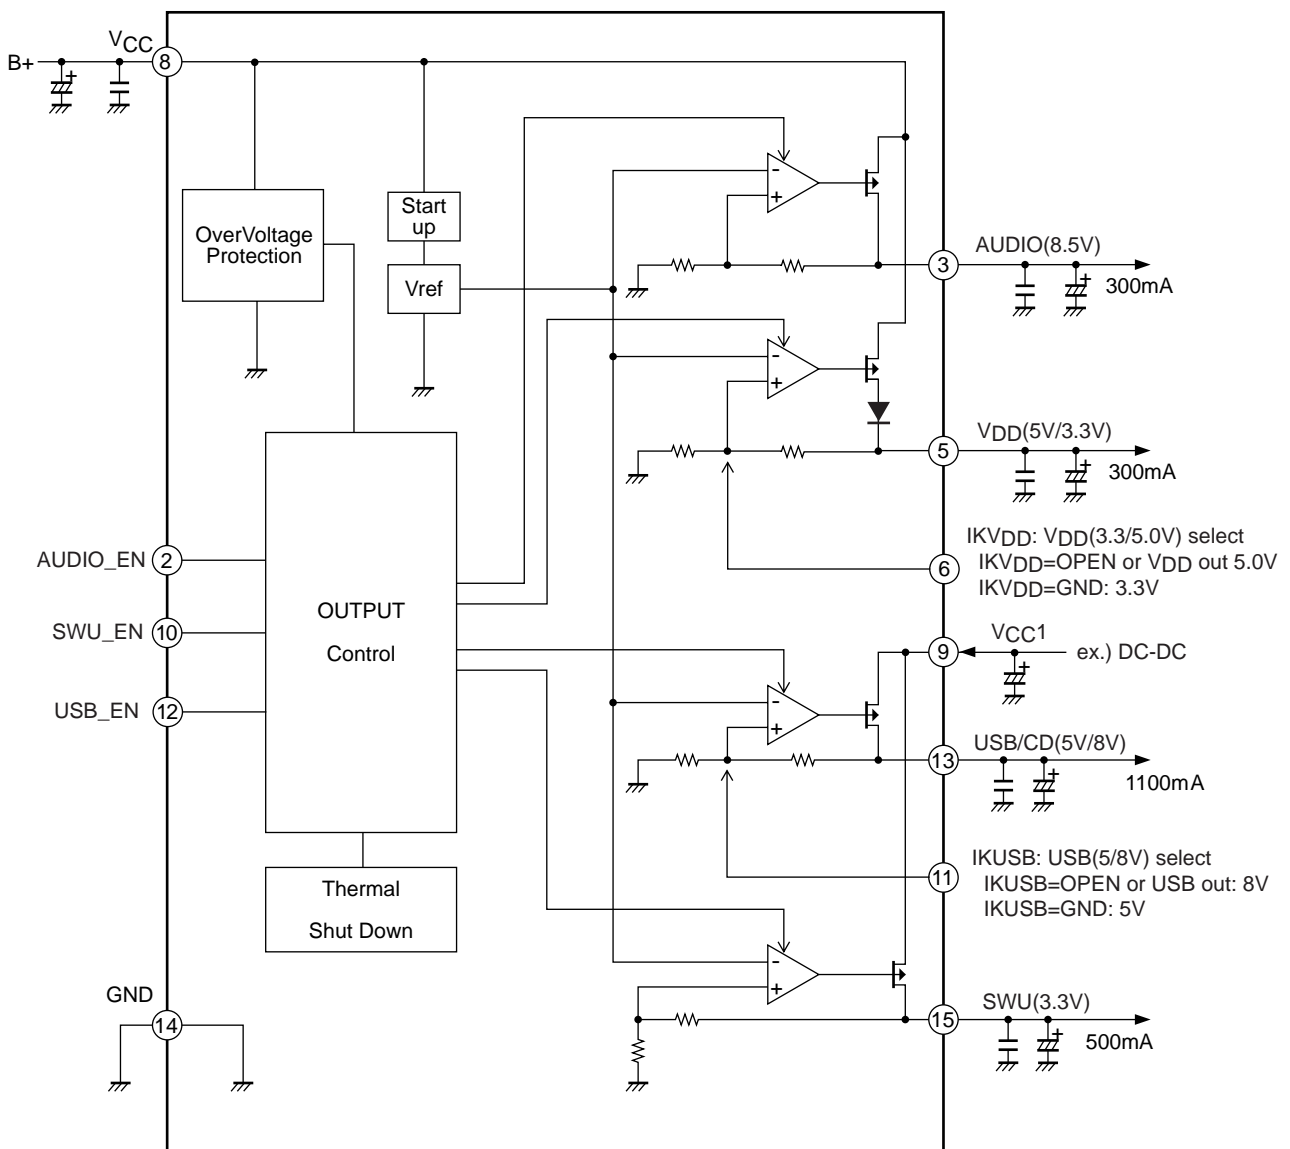 VCC
B+
8
+
Start
up
OverVoltage
Protection
Vref
-
+
3
AUDIO(8.5V)
+
300mA
-
+
5
VDD(5V/3.3V)
+
300mA
6
IKVDD: VDD(3.3/5.0V) select
IKVDD=OPEN or VDD out 5.0V
IKVDD=GND: 3.3V
AUDIO_EN
2
SWU_EN
10
USB_EN
12
OUTPUT
Control
9
VCC1
ex.) DC-DC
+
-
+
13
USB/CD(5V/8V)
+
1100mA
11
IKUSB: USB(5/8V) select
IKUSB=OPEN or USB out: 8V
IKUSB=GND: 5V
Thermal
Shut Down
-
+
GND
14
15
SWU(3.3V)
+
500mA